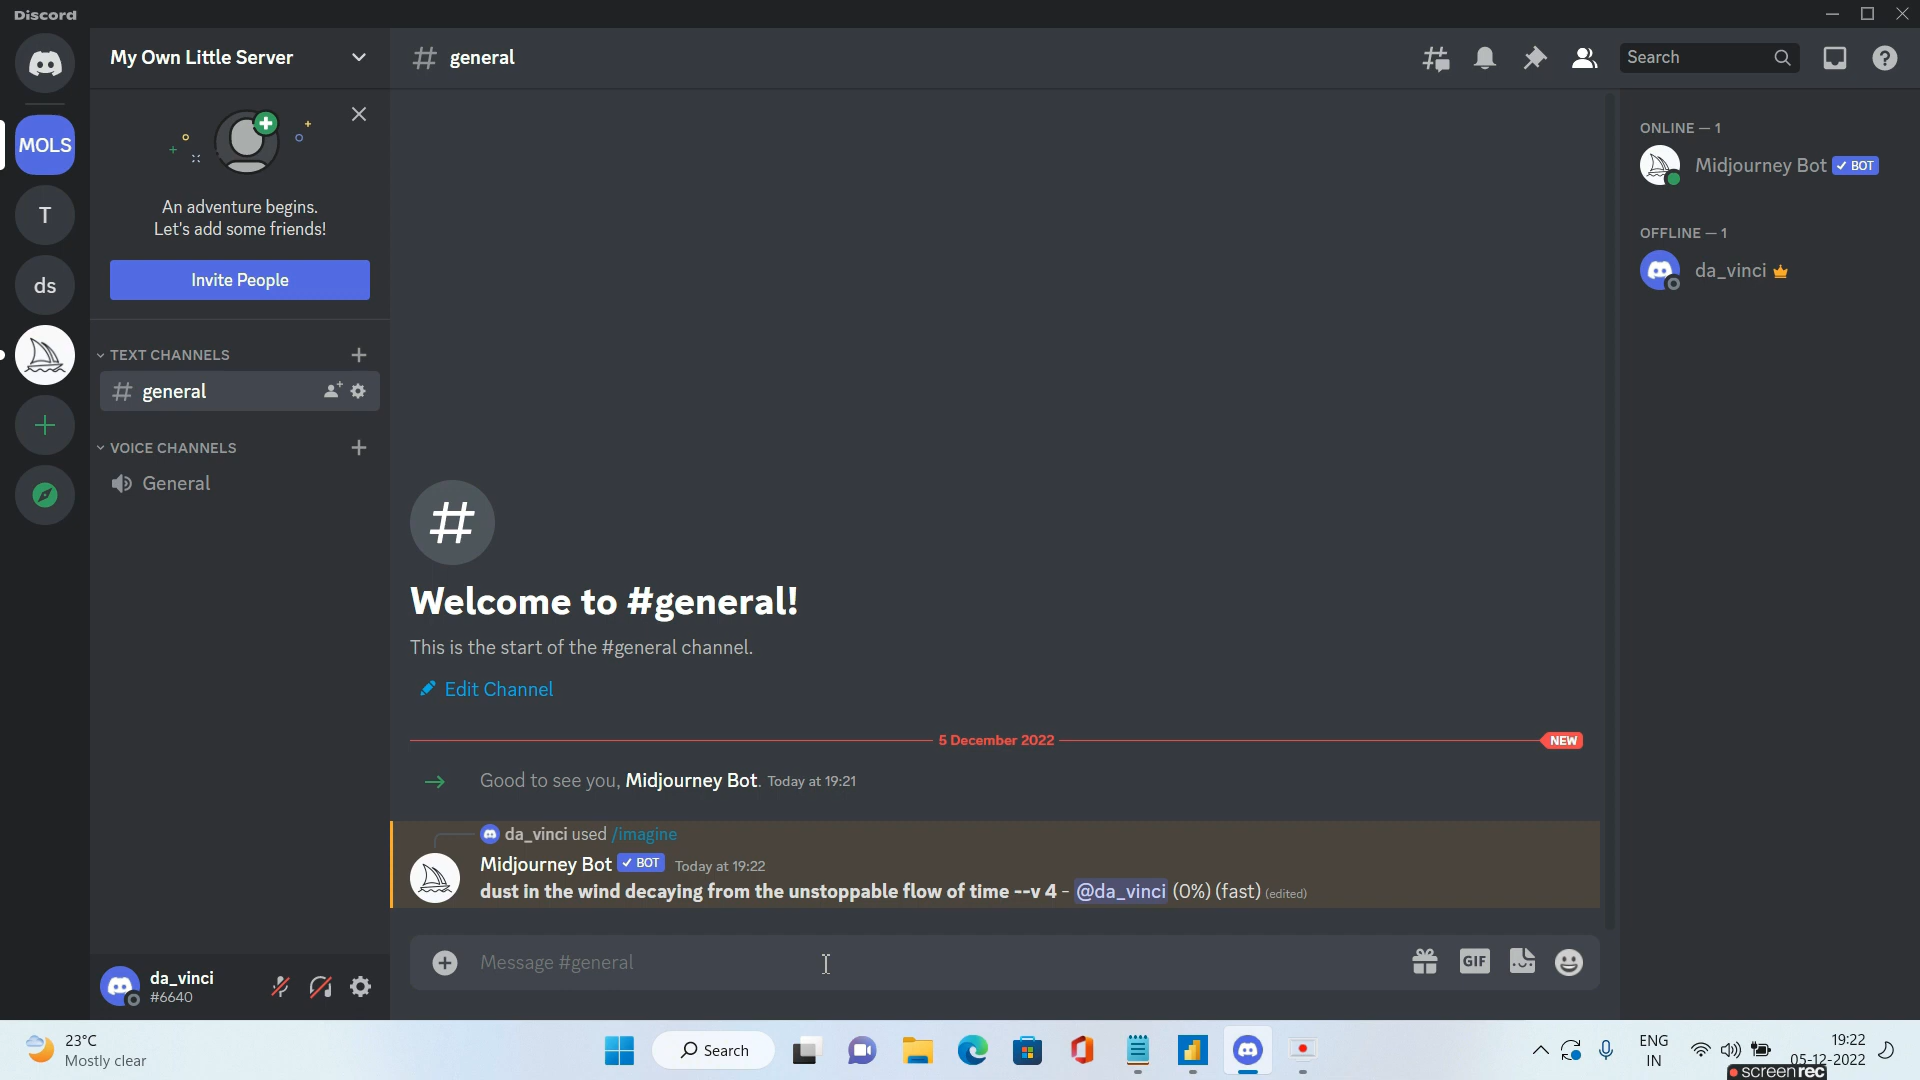 Discord
My Own Little Server
general
Search
MOLS
T
ds
An adventure begins.
Let's add some friends!
Invite People
TEXT CHANNELS
general
VOICE CHANNELS
General
Welcome to #general!
This is the start of the #general channel.
Edit Channel
5 December 2022
NEW
Good to see you, Midjourney Bot. Today at 19:21
da_vinci used /imagine
Midjourney Bot ✓ BOT Today at 19:22
dust in the wind decaying from the unstoppable flow of time --v 4 - @da_vinci (0%) (fast) (edited)
Message #general
GIF
ONLINE — 1
Midjourney Bot ✓ BOT
OFFLINE — 1
da_vinci
da_vinci
#6640
23°C
Mostly clear
Search
ENG
IN
19:22
05-12-2022
screenrec